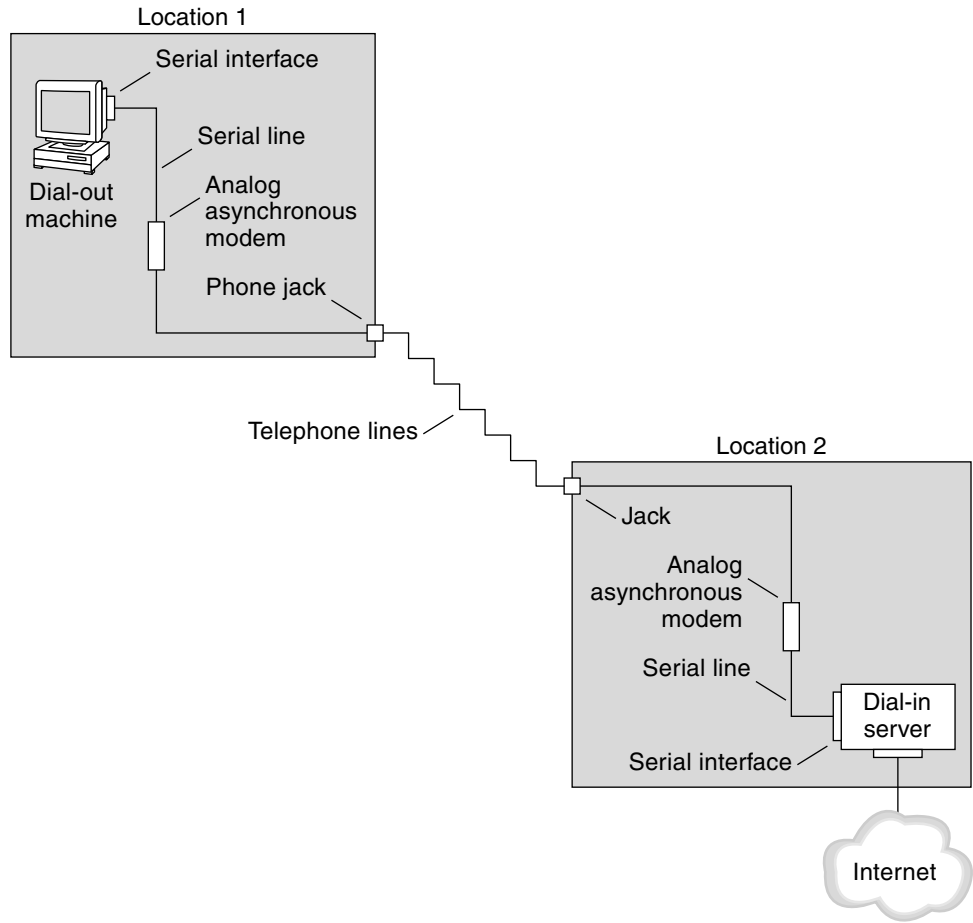 Location 1
Serial interface
Serial line
Dial-out
machine
Analog
asynchronous
modem
Phone jack
Telephone lines
Location 2
Jack
Analog
asynchronous
modem
Serial line
Dial-in
server
Serial interface
Internet